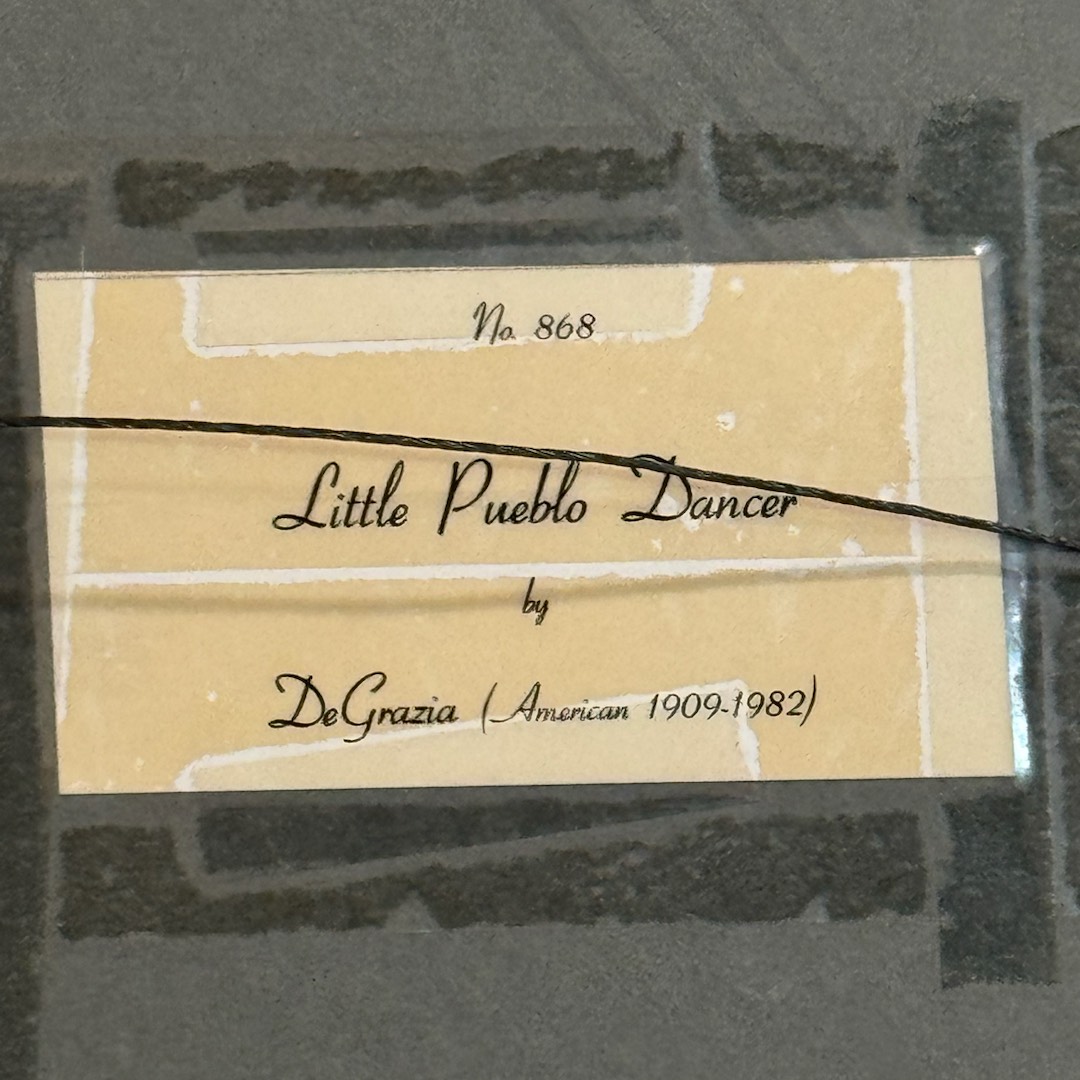 No. 868
Little Pueblo Dancer
by
DeGrazia (American 1909-1982)